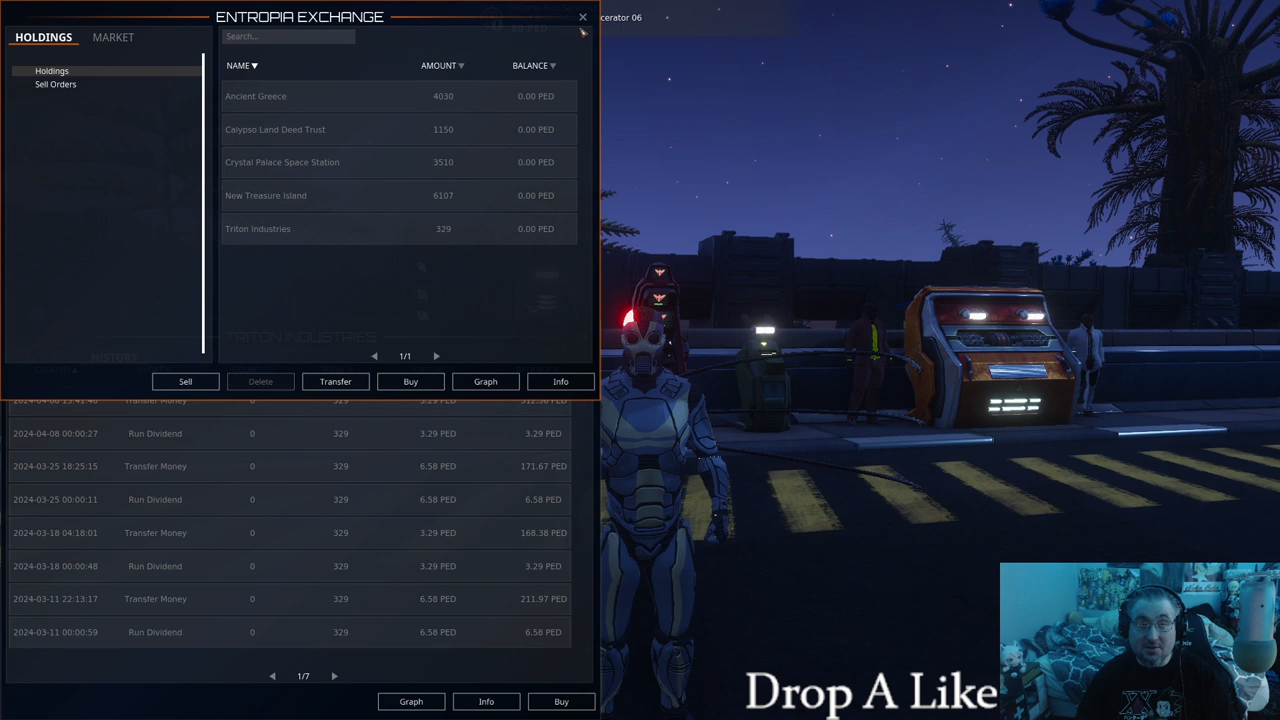 ENTROPIA EXCHANGE
cerator 06
HOLDINGS MARKET
Search...
Holdings
Sell Orders
NAME AMOUNT BALANCE
Ancient Greece 4030 0.00 PED
Calypso Land Deed Trust 1150 0.00 PED
Crystal Palace Space Station 3510 0.00 PED
New Treasure Island 6107 0.00 PED
Triton Industries 329 0.00 PED
TRITON INDUSTRIES
HISTORY
1/1
Sell Delete Transfer Buy Graph Info
2024-04-08 00:00:27 Run Dividend 0 329 3.29 PED 3.29 PED
2024-03-25 18:25:15 Transfer Money 0 329 6.58 PED 171.67 PED
2024-03-25 00:00:11 Run Dividend 0 329 6.58 PED 6.58 PED
2024-03-18 04:18:01 Transfer Money 0 329 3.29 PED 168.38 PED
2024-03-18 00:00:48 Run Dividend 0 329 3.29 PED 3.29 PED
2024-03-11 22:13:17 Transfer Money 0 329 6.58 PED 211.97 PED
2024-03-11 00:00:59 Run Dividend 0 329 6.58 PED 6.58 PED
1/7
Graph Info Buy
Drop A Like